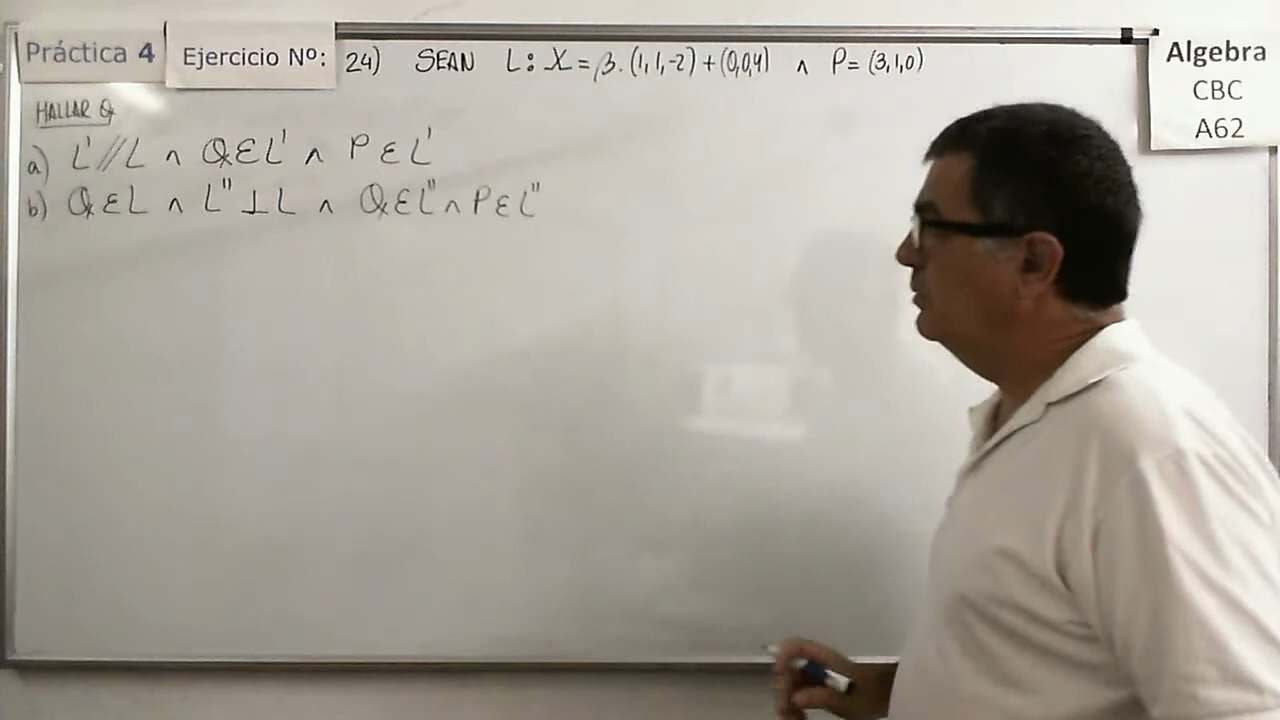 Práctica 4 Ejercicio Nº: 24) SEAN L: X = β.(1,1,-2)+(0,0,4) ∧ P=(3,1,0)
Algebra
CBC
A62
HALLAR Q
a) L' // L ∧ Q ε L' ∧ P ε L'
b) Q ε L ∧ L'' ⊥ L ∧ Q ε L'' ∧ P ε L''